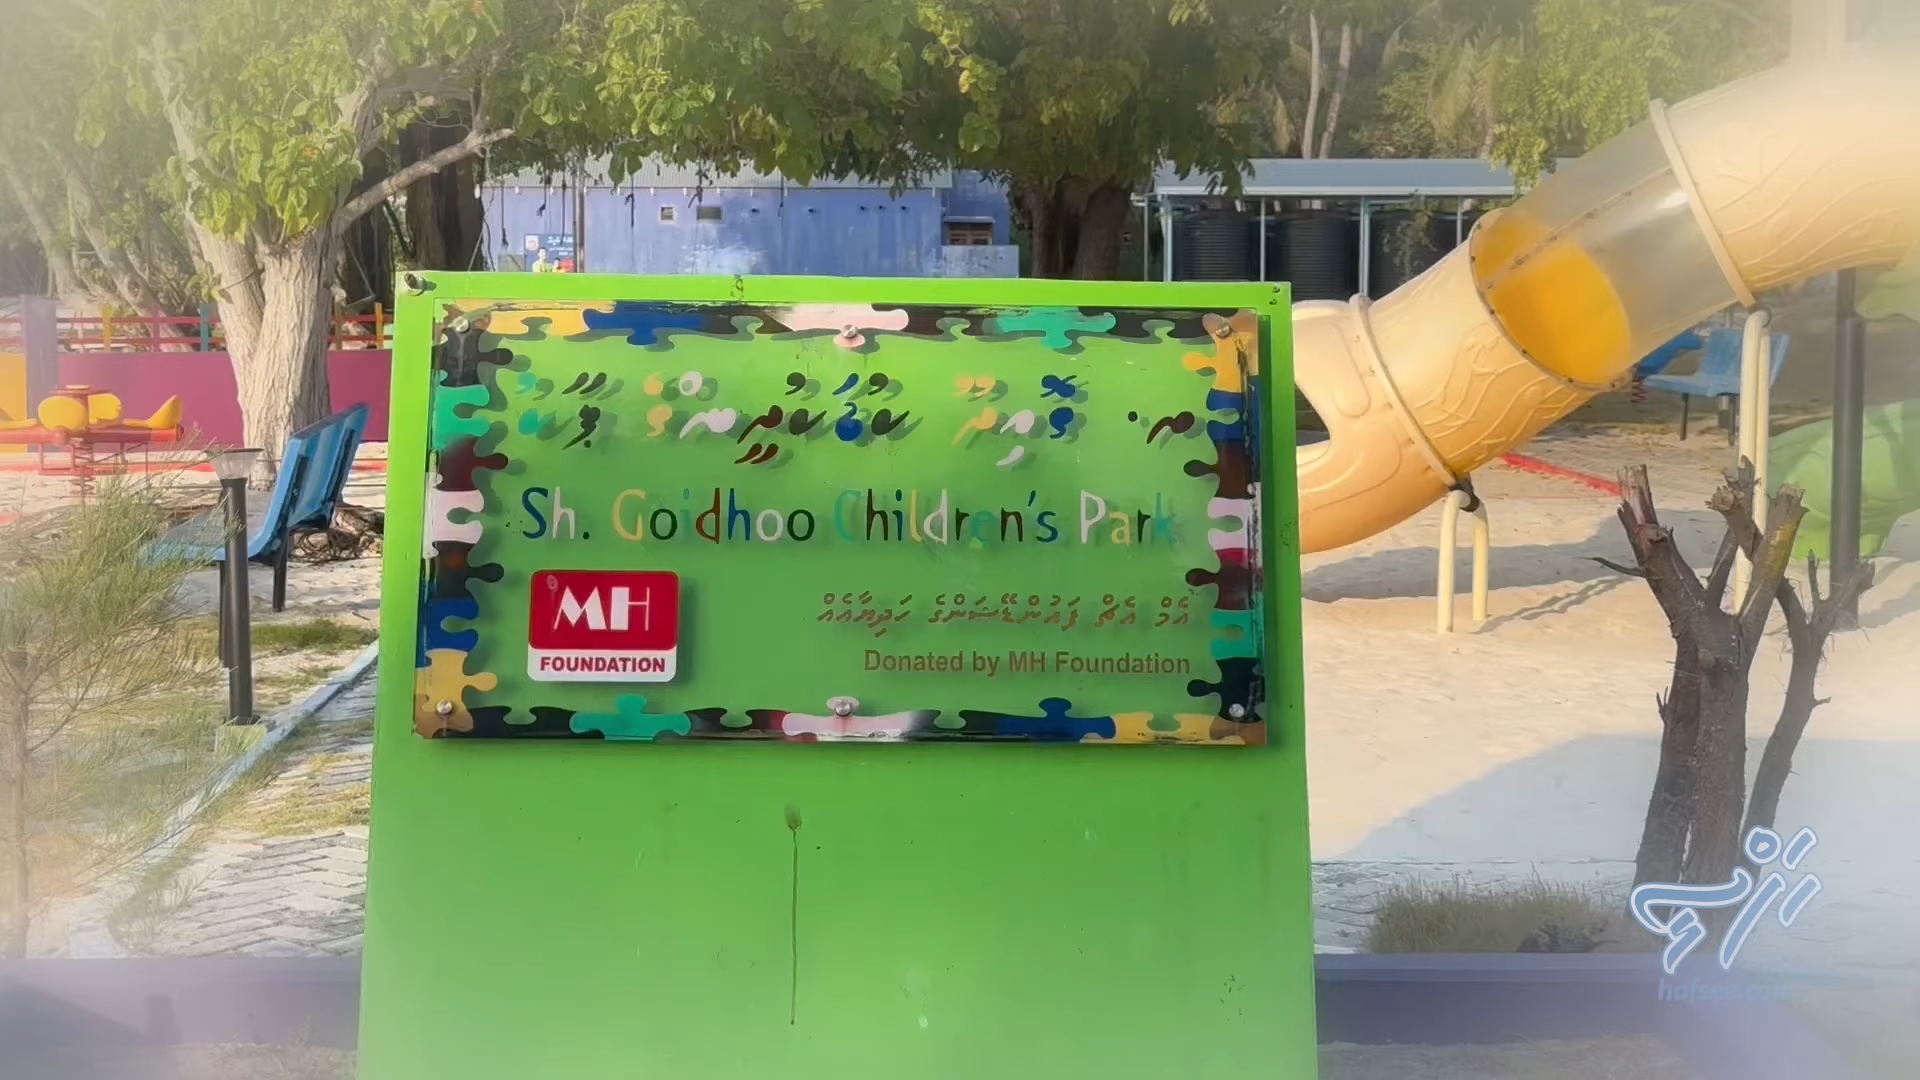 ށ. ގޮއިދޫ ކުޑަކުދިންގެ ޕާކު
Sh. Goidhoo Children's Park
MH
FOUNDATION
އެމް އެޗް ފައުންޑޭޝަންގެ ހަދިޔާއެއް
Donated by MH Foundation